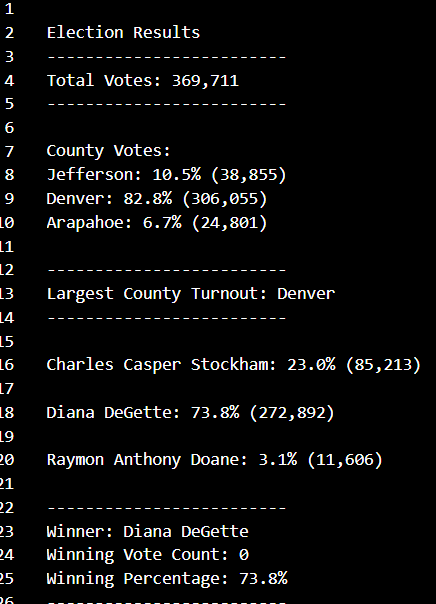 1
2 Election Results
3 -------------------------
4 Total Votes: 369,711
5 -------------------------
6
7 County Votes:
8 Jefferson: 10.5% (38,855)
9 Denver: 82.8% (306,055)
10 Arapahoe: 6.7% (24,801)
11
12 -------------------------
13 Largest County Turnout: Denver
14 -------------------------
15
16 Charles Casper Stockham: 23.0% (85,213)
17
18 Diana DeGette: 73.8% (272,892)
19
20 Raymon Anthony Doane: 3.1% (11,606)
21
22 -------------------------
23 Winner: Diana DeGette
24 Winning Vote Count: 0
25 Winning Percentage: 73.8%
26 -------------------------